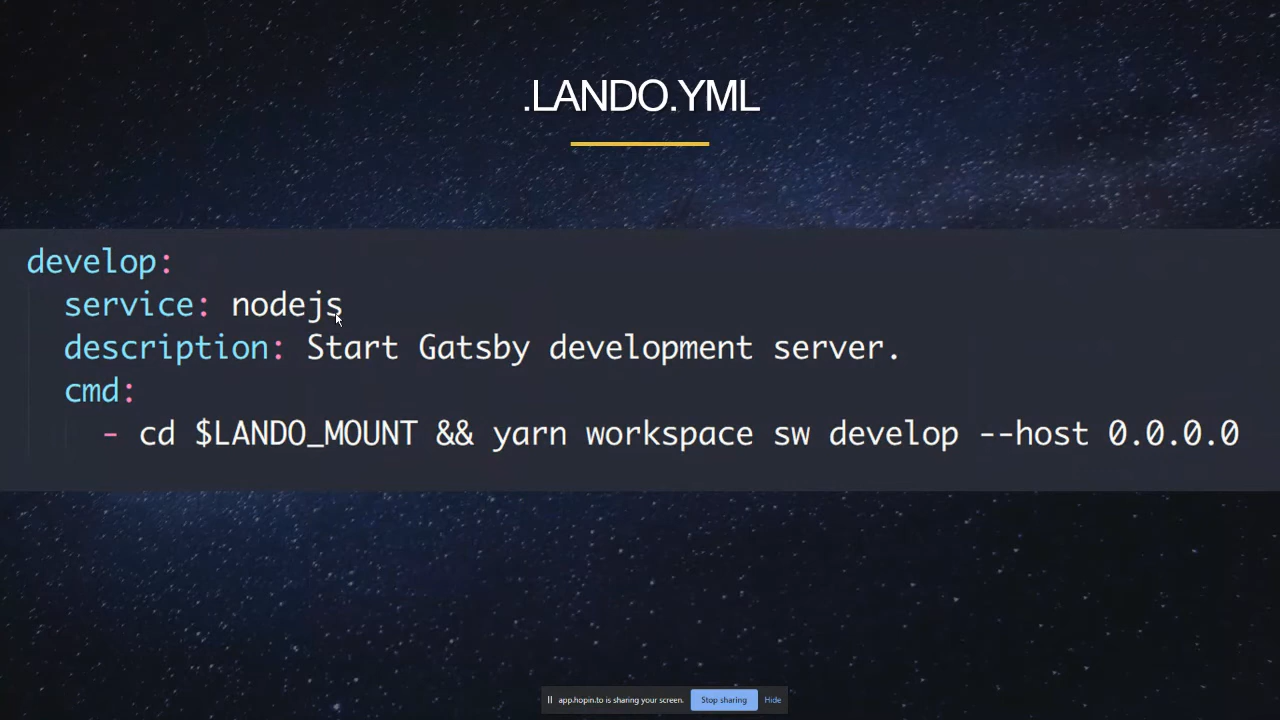 .LANDO.YML
develop:
service: nodejs
description: Start Gatsby development server.
cmd:
- cd $LANDO_MOUNT && yarn workspace sw develop --host 0.0.0.0
app.hopin.to is sharing your screen. Stop sharing Hide